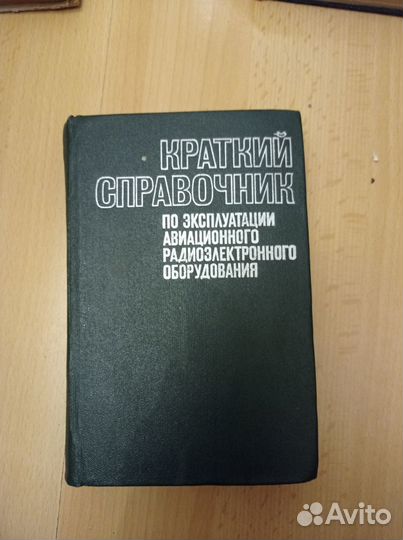 КРАТКИЙ
СПРАВОЧНИК
ПО ЭКСПЛУАТАЦИИ
АВИАЦИОННОГО
РАДИОЭЛЕКТРОННОГО
ОБОРУДОВАНИЯ
Avito